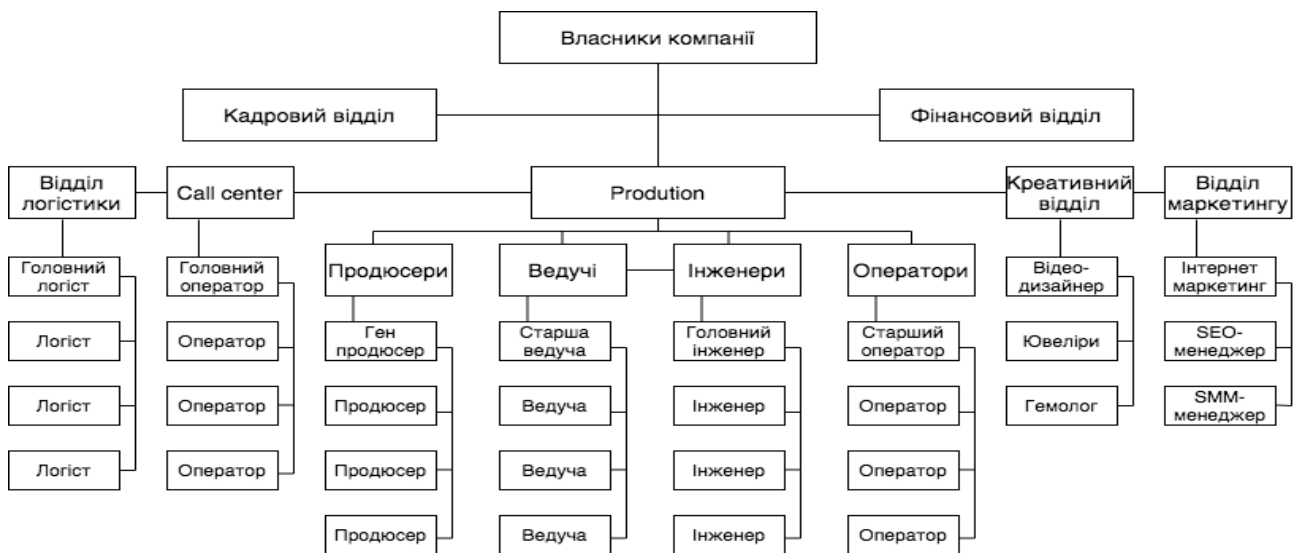 Власники компанії
Кадровий відділ
Фінансовий відділ
Відділ
логістики
Call center
Prodution
Креативний
відділ
Відділ
маркетингу
Продюсери
Ведучі
Інженери
Оператори
Головний
логіст
Головний
оператор
Відео-
дизайнер
Інтернет
маркетинг
Логіст
Оператор
Ген
продюсер
Старша
ведуча
Головний
інженер
Старший
оператор
Ювеліри
SEO-
менеджер
Логіст
Оператор
Продюсер
Ведуча
Інженер
Оператор
Гемолог
SMM-
менеджер
Логіст
Оператор
Продюсер
Ведуча
Інженер
Оператор
Продюсер
Ведуча
Інженер
Оператор